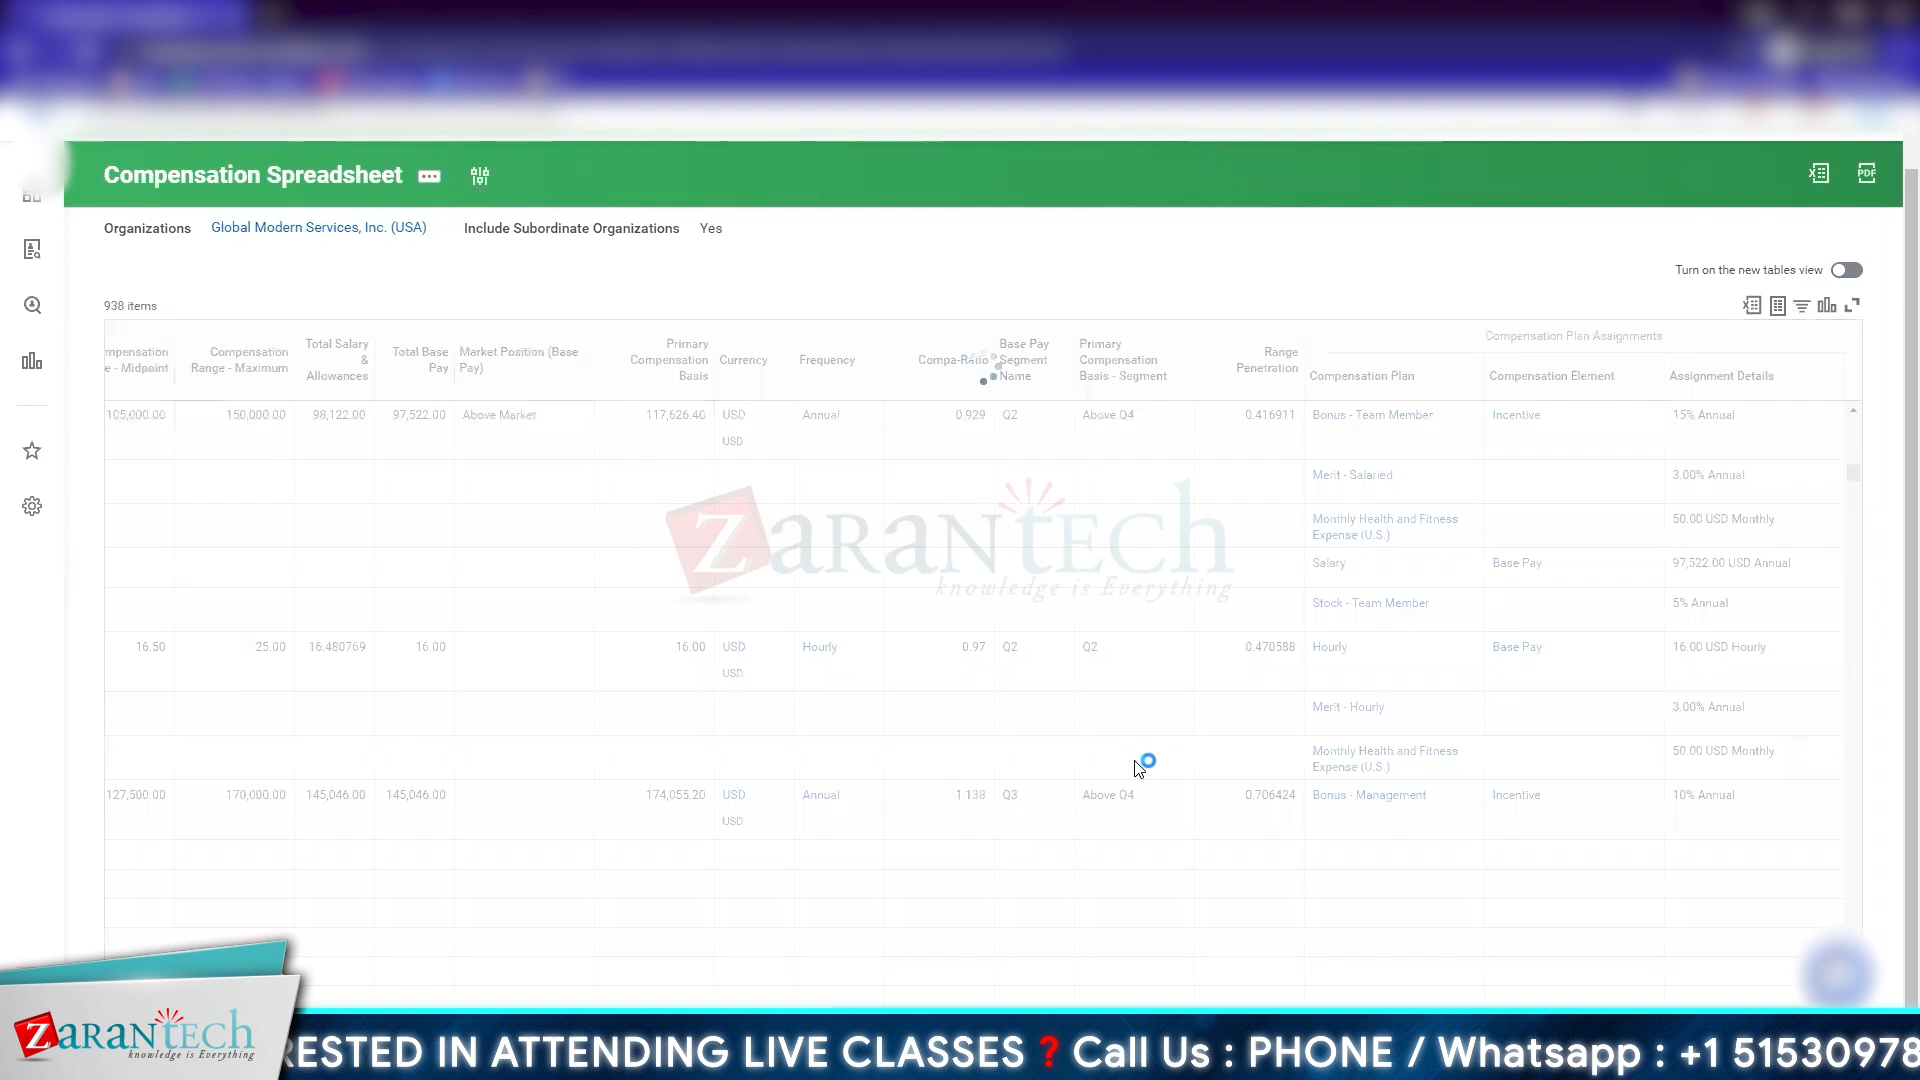 Compensation Spreadsheet
PDF
Organizations Global Modern Services, Inc. (USA) Include Subordinate Organizations Yes
Turn on the new tables view
938 items
Compensation Plan Assignments
mpensation
e - Midpoint
Compensation
Range - Maximum
Total Salary
&
Allowances
Total Base
Pay
Market Position (Base
Pay)
Primary
Compensation
Basis
Currency
Frequency
Compa-Ratio
Base Pay
Segment
Name
Primary
Compensation
Basis - Segment
Range
Penetration
Compensation Plan
Compensation Element
Assignment Details
105,000.00 150,000.00 98,122.00 97,522.00 Above Market 117,626.40 USD Annual 0.929 Q2 Above Q4 0.416911 Bonus - Team Member Incentive 15% Annual
USD
Merit - Salaried 3.00% Annual
Monthly Health and Fitness
Expense (U.S.)
50.00 USD Monthly
Salary Base Pay 97,522.00 USD Annual
Stock - Team Member 5% Annual
16.50 25.00 16.480769 16.00 16.00 USD Hourly 0.97 Q2 Q2 0.470588 Hourly Base Pay 16.00 USD Hourly
USD
Merit - Hourly 3.00% Annual
Monthly Health and Fitness
Expense (U.S.)
50.00 USD Monthly
127,500.00 170,000.00 145,046.00 145,046.00 174,055.20 USD Annual 1.138 Q3 Above Q4 0.706424 Bonus - Management Incentive 10% Annual
USD
ZARANTECH
knowledge is Everything
ZARANTECH
knowledge is Everything
RESTED IN ATTENDING LIVE CLASSES ? Call Us : PHONE / Whatsapp : +1 51530978